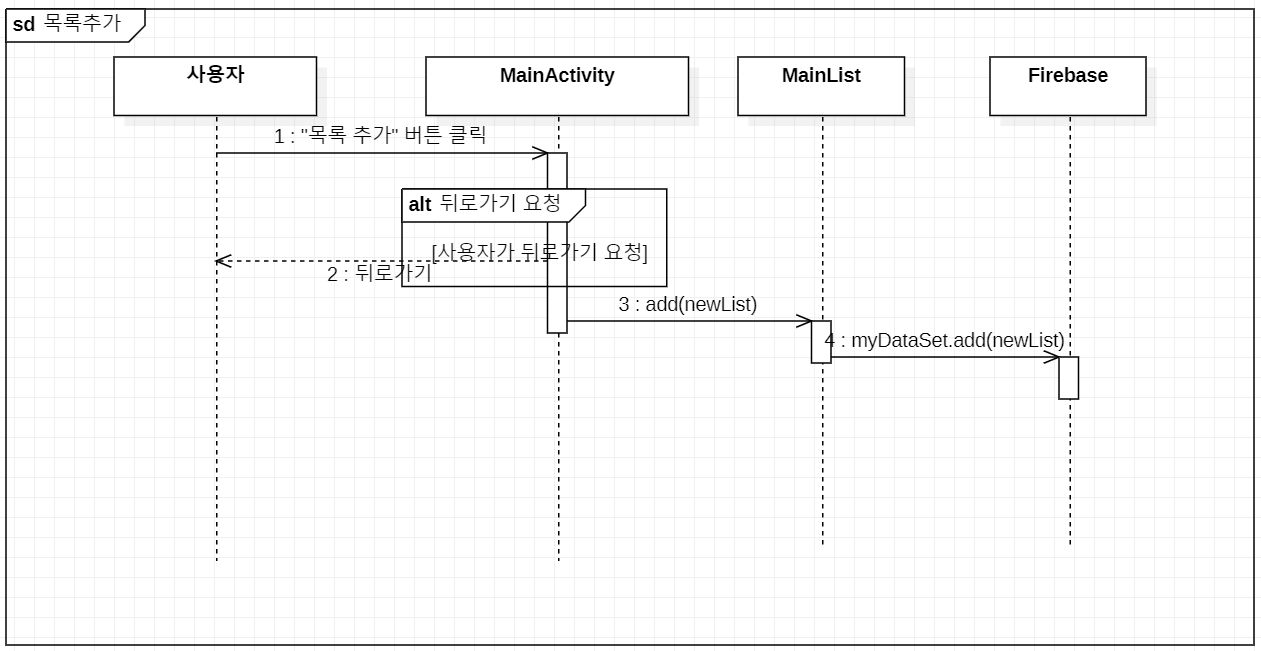 sd 목록추가
사용자
MainActivity
MainList
Firebase
1 : "목록 추가" 버튼 클릭
alt 뒤로가기 요청
[사용자가 뒤로가기 요청]
2 : 뒤로가기
3 : add(newList)
4 : myDataSet.add(newList)